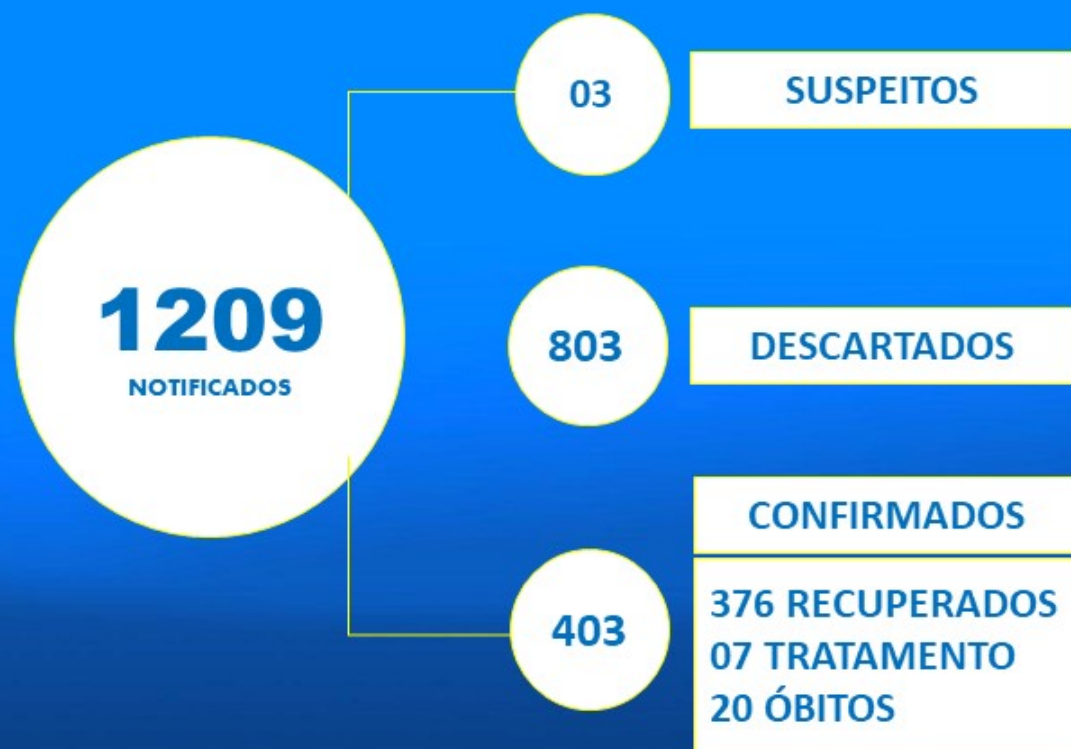 1209
NOTIFICADOS
03
SUSPEITOS
803
DESCARTADOS
403
CONFIRMADOS
376 RECUPERADOS
07 TRATAMENTO
20 ÓBITOS